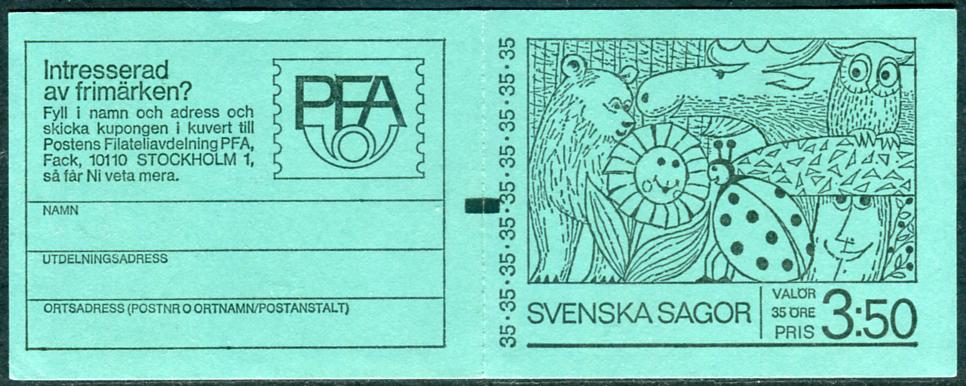 Intresserad
av frimärken?
Fyll i namn och adress och
skicka kupongen i kuvert till
Postens Filateliavdelning PFA,
Fack, 10110 STOCKHOLM 1,
så får Ni veta mera.
PFA
NAMN
UTDELNINGSADRESS
ORTSADRESS (POSTNR O ORTNAMN/POSTANSTALT)
35·35·35·35·35·35·35·35
SVENSKA SAGOR
VALÖR
35 ÖRE
PRIS
3:50